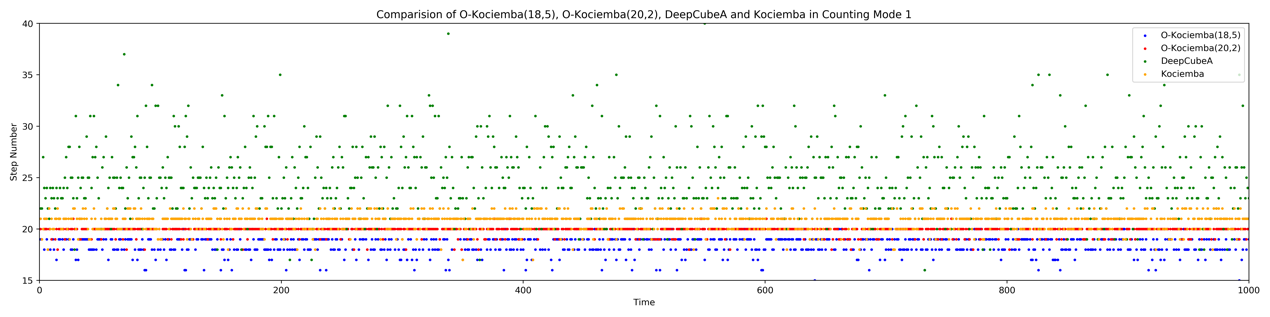 Comparision of O-Kociemba(18,5), O-Kociemba(20,2), DeepCubeA and Kociemba in Counting Mode 1
40
35
30
25
20
15
Step Number
O-Kociemba(18,5)
O-Kociemba(20,2)
DeepCubeA
Kociemba
0
200
400
600
800
1000
Time